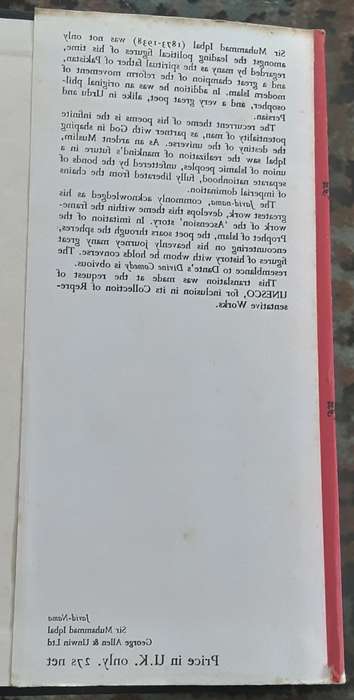 Sir Muhammad Iqbal (1873-1938) was not only
amongst the leading political figures of his time,
regarded by many as the spiritual father of Pakistan,
and a great champion of the reform movement of
modern Islam. In addition he was an original phil-
osopher, and a very great poet, alike in Urdu and
Persian.
The recurrent theme of his poems is the infinite
potentiality of man, as partner with God in shaping
the destiny of the universe. As an ardent Muslim,
Iqbal saw the realization of mankind's future in a
union of Islamic peoples, unfettered by the bonds of
separate nationhood, fully liberated from the chains
of imperial domination.
The Javid-nama, commonly acknowledged as his
greatest work, develops this theme within the frame-
work of the 'Ascension' story. In imitation of the
Prophet of Islam, the poet soars through the spheres,
encountering on his heavenly journey many great
figures of history with whom he holds converse. The
resemblance to Dante's Divine Comedy is obvious.
This translation was made at the request of
UNESCO, for inclusion in its Collection of Repre-
sentative Works.
Javid-Nama
Sir Muhammad Iqbal
George Allen & Unwin Ltd
Price in U.K. only. 27s net